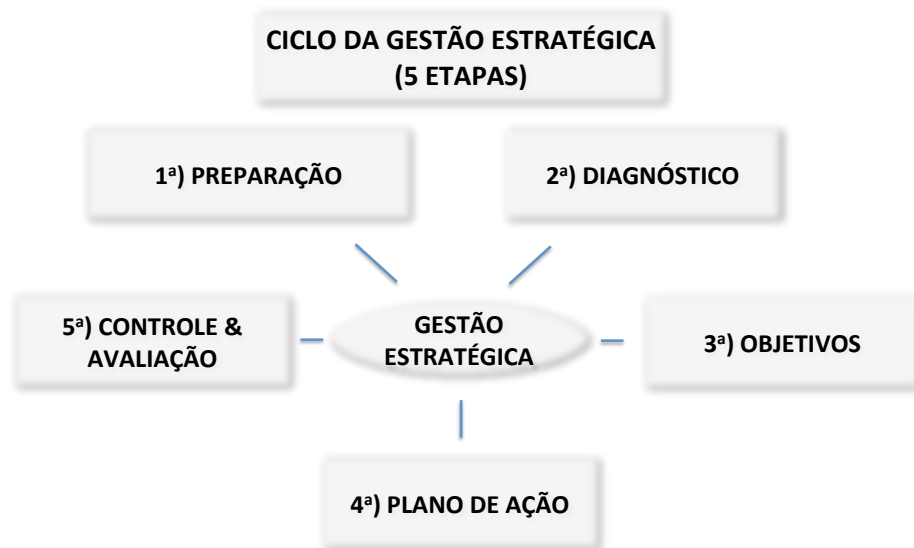 CICLO DA GESTÃO ESTRATÉGICA
(5 ETAPAS)
1ª) PREPARAÇÃO
2ª) DIAGNÓSTICO
5ª) CONTROLE &
AVALIAÇÃO
GESTÃO
ESTRATÉGICA
3ª) OBJETIVOS
4ª) PLANO DE AÇÃO